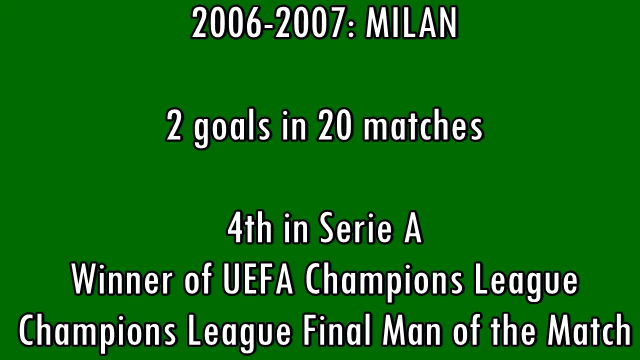 2006-2007: MILAN
2 goals in 20 matches
4th in Serie A
Winner of UEFA Champions League
Champions League Final Man of the Match